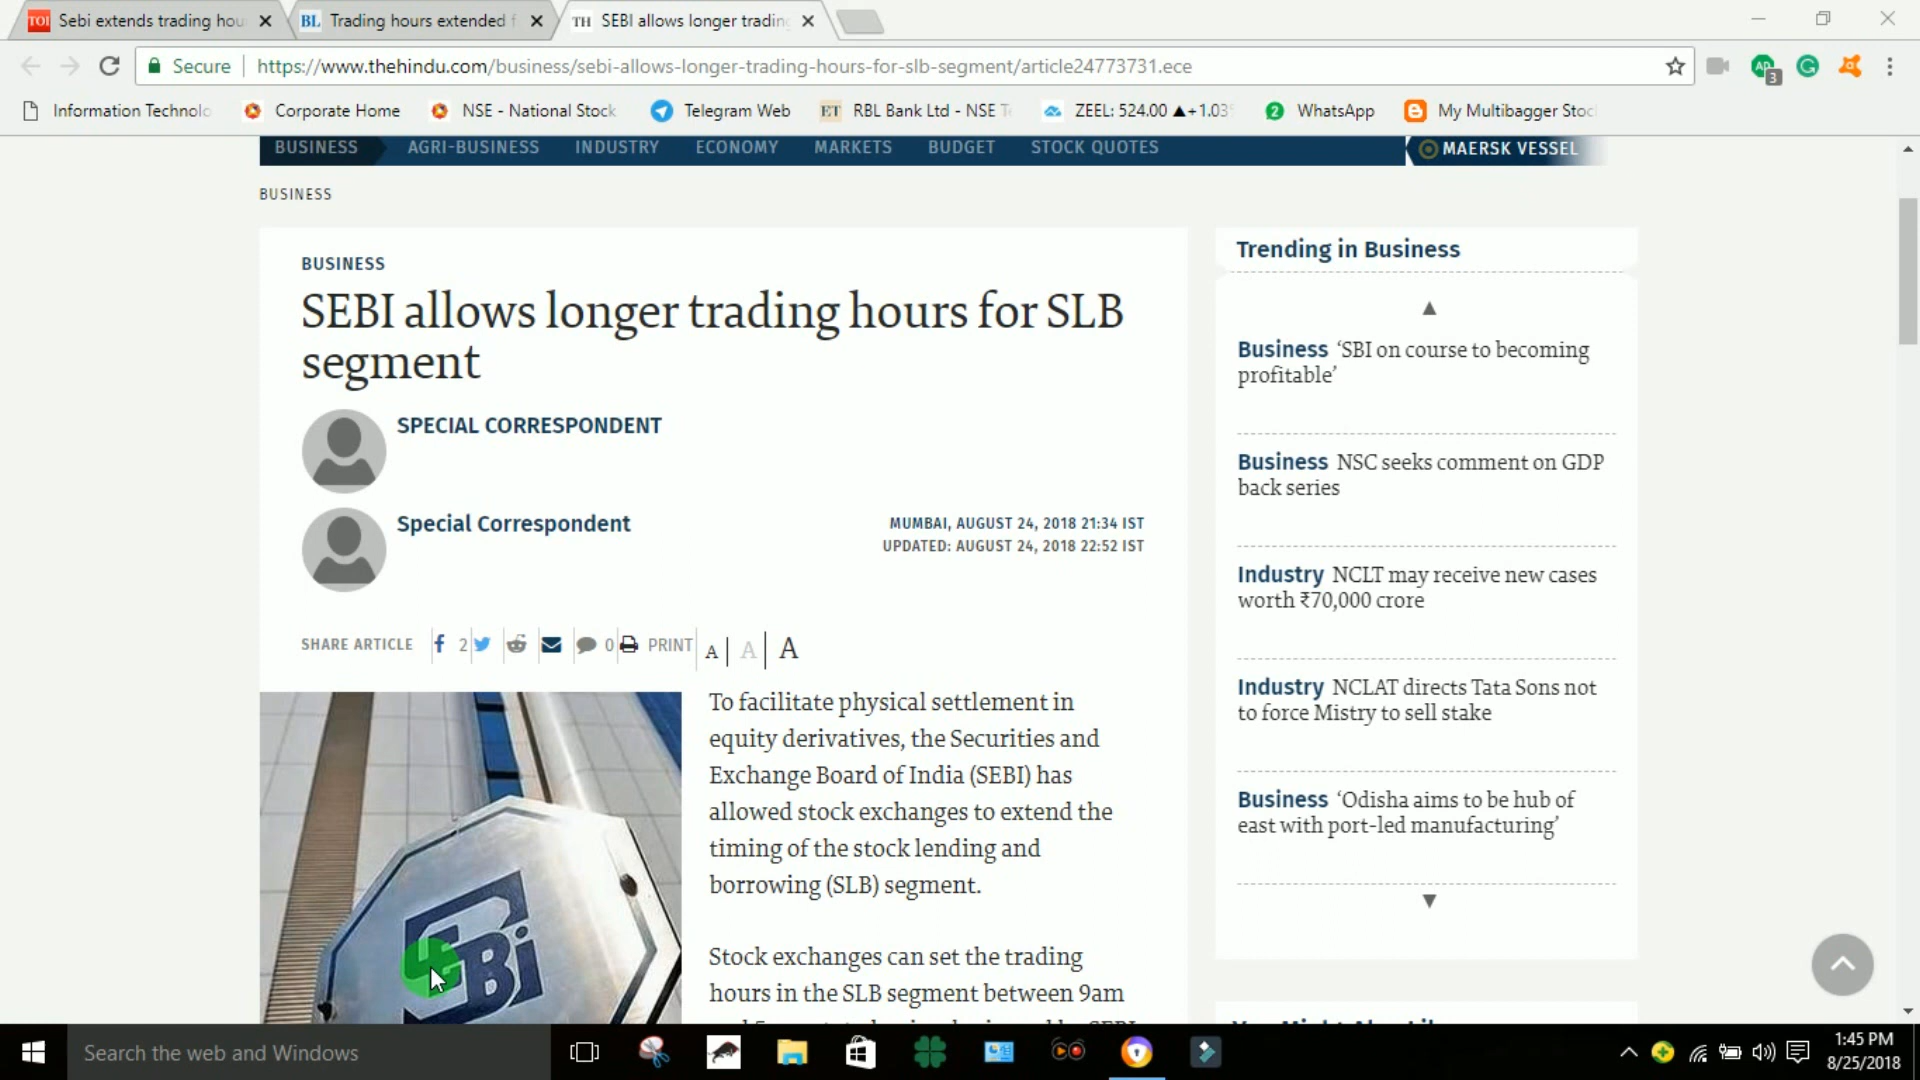 TOI Sebi extends trading hou
BL Trading hours extended f
TH SEBI allows longer trading
Secure https://www.thehindu.com/business/sebi-allows-longer-trading-hours-for-slb-segment/article24773731.ece
3
Information Technolo
Corporate Home
NSE - National Stock
Telegram Web
ET RBL Bank Ltd - NSE T
ZEEL: 524.00 ▲+1.03
2 WhatsApp
My Multibagger Stoc
BUSINESS AGRI-BUSINESS INDUSTRY ECONOMY MARKETS BUDGET STOCK QUOTES
MAERSK VESSEL
BUSINESS
BUSINESS
SEBI allows longer trading hours for SLB
segment
SPECIAL CORRESPONDENT
Special Correspondent
MUMBAI, AUGUST 24, 2018 21:34 IST
UPDATED: AUGUST 24, 2018 22:52 IST
SHARE ARTICLE 2 0 PRINT A A A
To facilitate physical settlement in
equity derivatives, the Securities and
Exchange Board of India (SEBI) has
allowed stock exchanges to extend the
timing of the stock lending and
borrowing (SLB) segment.
Stock exchanges can set the trading
hours in the SLB segment between 9am
SEBi
Trending in Business
Business ‘SBI on course to becoming
profitable’
Business NSC seeks comment on GDP
back series
Industry NCLT may receive new cases
worth ₹70,000 crore
Industry NCLAT directs Tata Sons not
to force Mistry to sell stake
Business ‘Odisha aims to be hub of
east with port-led manufacturing’
Search the web and Windows
1:45 PM
8/25/2018